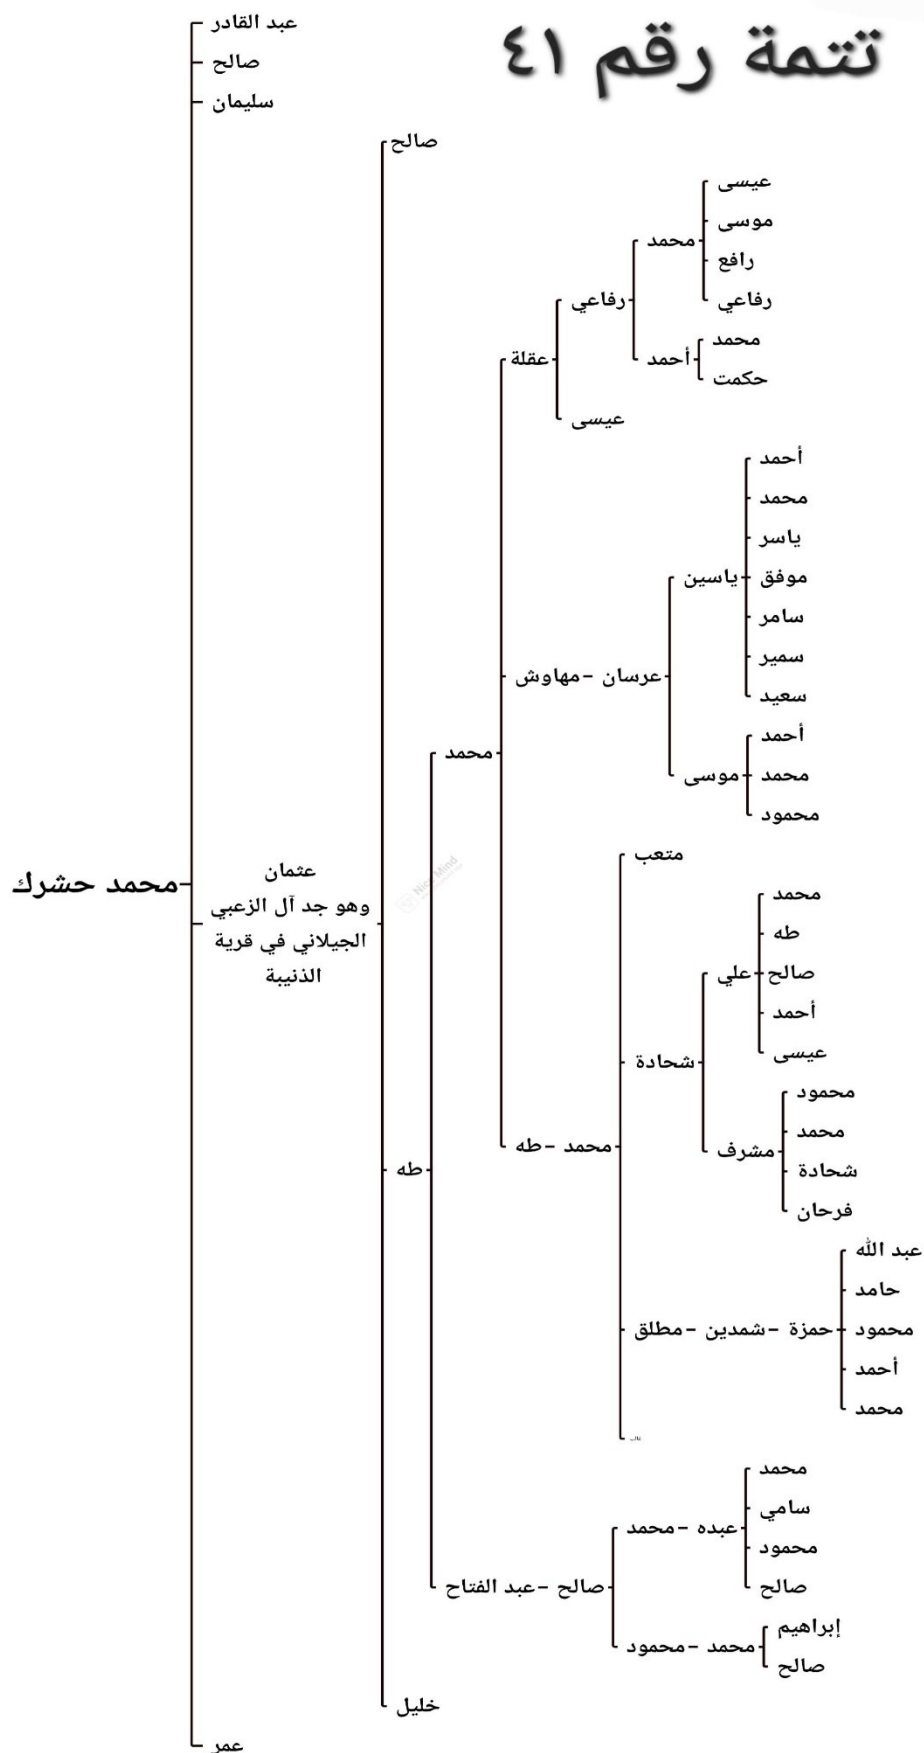 تتمة رقم ٤١
عبد القادر
صالح
سليمان
صالح
عيسى
موسى
محمد
رافع
رفاعي
رفاعي
محمد
عقلة
أحمد
حكمت
عيسى
أحمد
محمد
ياسر
ياسين
موفق
سامر
سمير
مهاوش - عرسان
سعيد
أحمد
محمد
موسى
محمد
محمود
متعب
محمد حشرك
عثمان
وهو جد آل الزعبي
الجيلاني في قرية
الذنيبة
Nice Mind
محمد
طه
علي
صالح
أحمد
عيسى
شحادة
محمود
محمد
طه - محمد
مشرف
شحادة
طه
فرحان
عبد الله
حامد
مطلق - شمدين - حمزة
محمود
أحمد
محمد
محمد
سامي
محمد - عبده
محمود
عبد الفتاح - صالح
صالح
إبراهيم
محمود - محمد
صالح
خليل
عمر